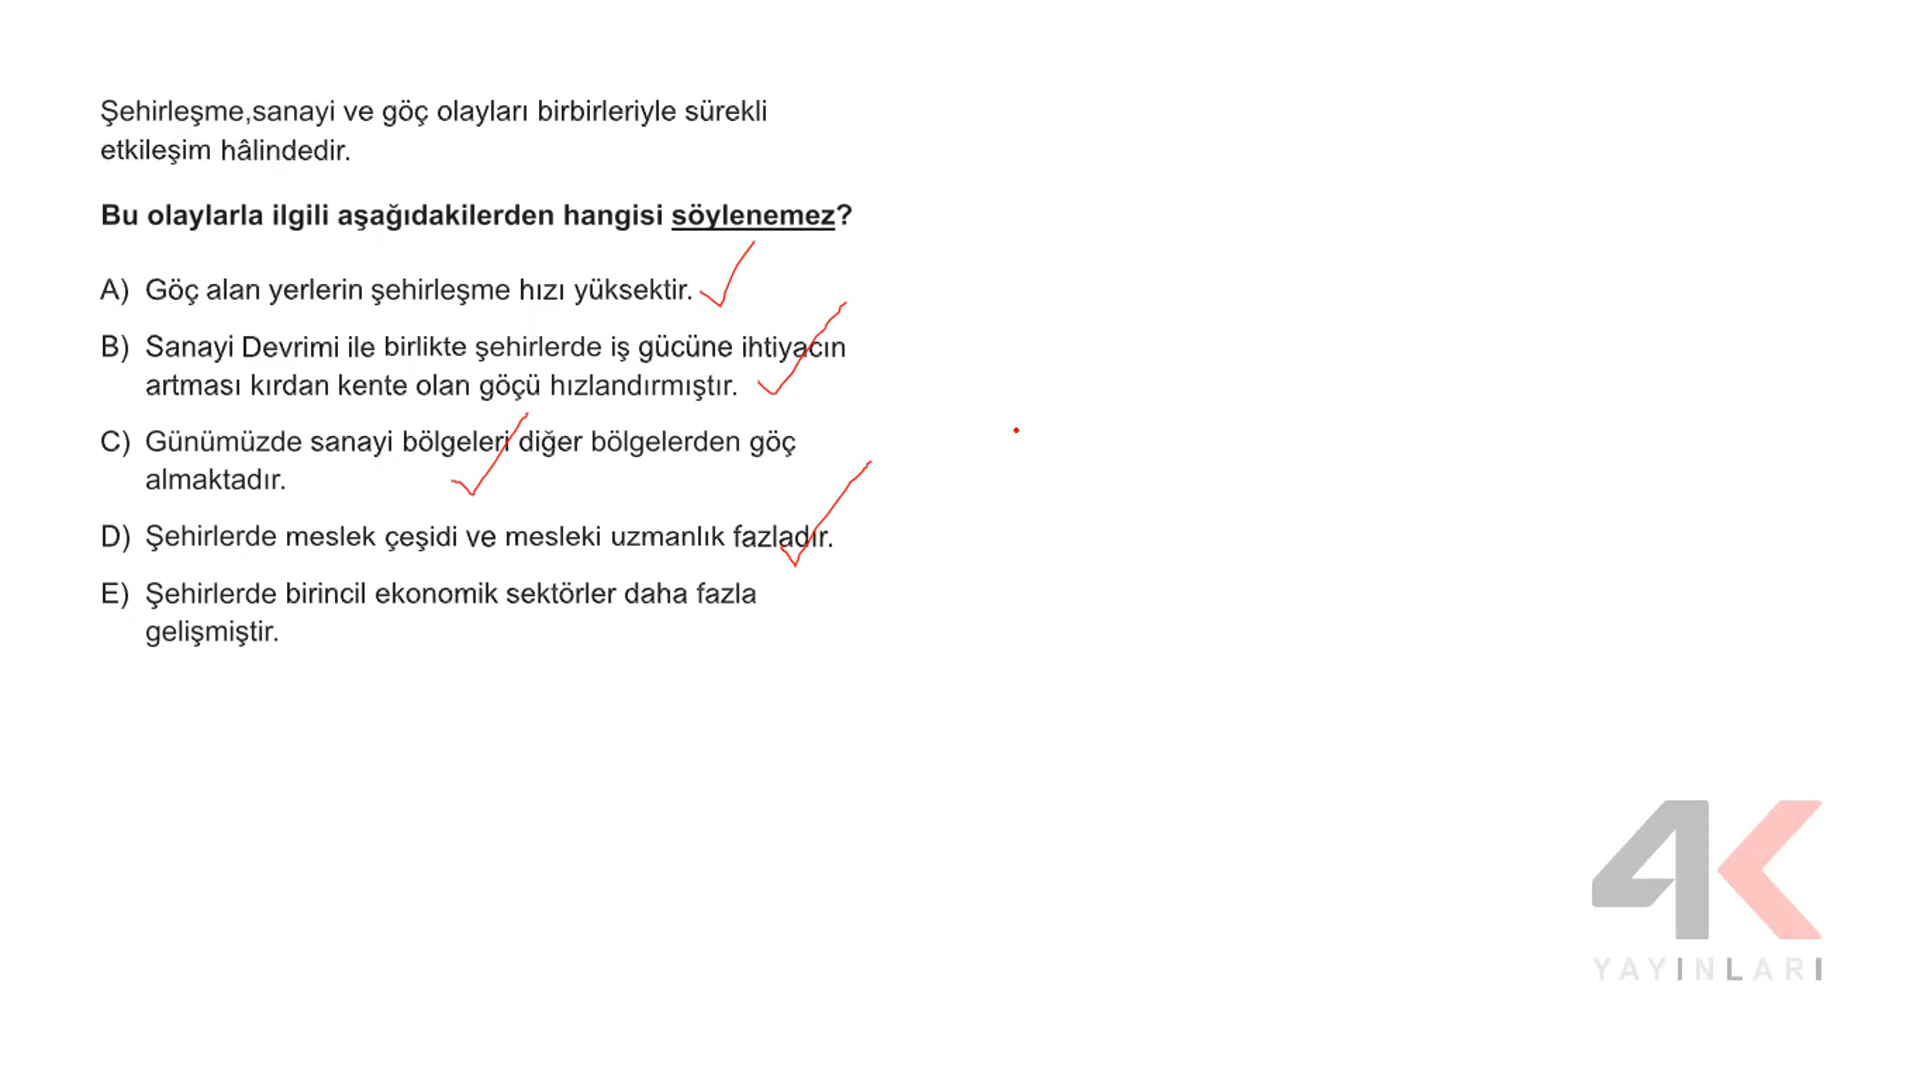 Şehirleşme,sanayi ve göç olayları birbirleriyle sürekli
etkileşim hâlindedir.
Bu olaylarla ilgili aşağıdakilerden hangisi söylenemez?
A) Göç alan yerlerin şehirleşme hızı yüksektir.
B) Sanayi Devrimi ile birlikte şehirlerde iş gücüne ihtiyacın
artması kırdan kente olan göçü hızlandırmıştır.
C) Günümüzde sanayi bölgeleri diğer bölgelerden göç
almaktadır.
D) Şehirlerde meslek çeşidi ve mesleki uzmanlık fazladır.
E) Şehirlerde birincil ekonomik sektörler daha fazla
gelişmiştir.
4K
YAYINLARI